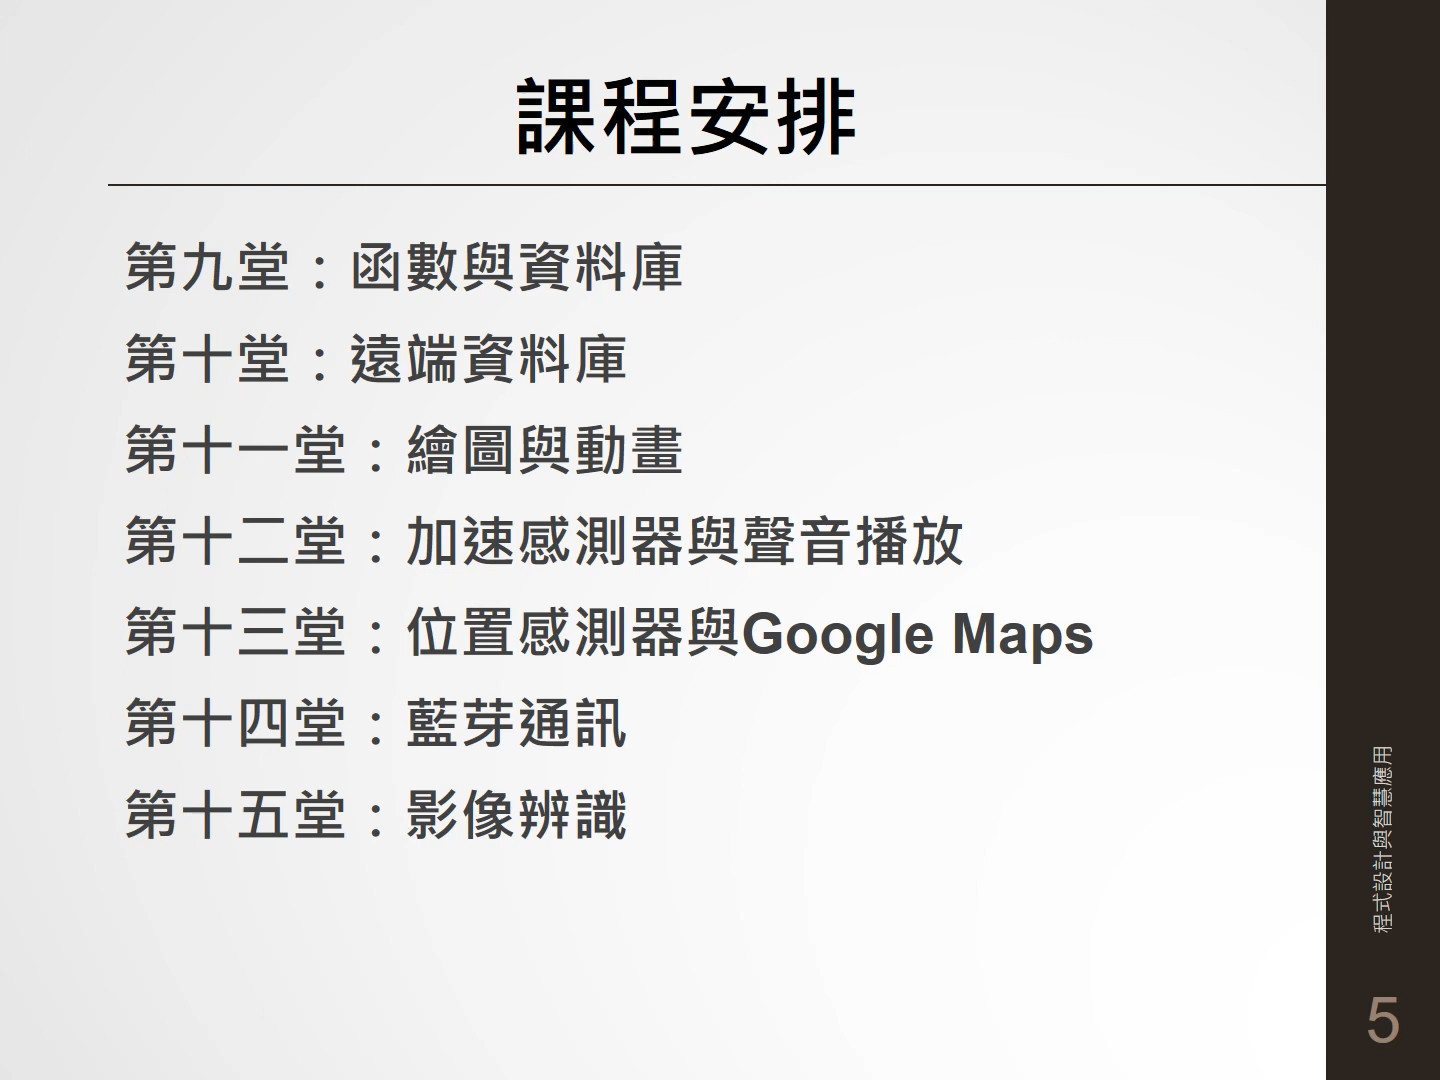 課程安排
第九堂：函數與資料庫
第十堂：遠端資料庫
第十一堂：繪圖與動畫
第十二堂：加速感測器與聲音播放
第十三堂：位置感測器與Google Maps
第十四堂：藍芽通訊
第十五堂：影像辨識
程式設計與智慧應用
5